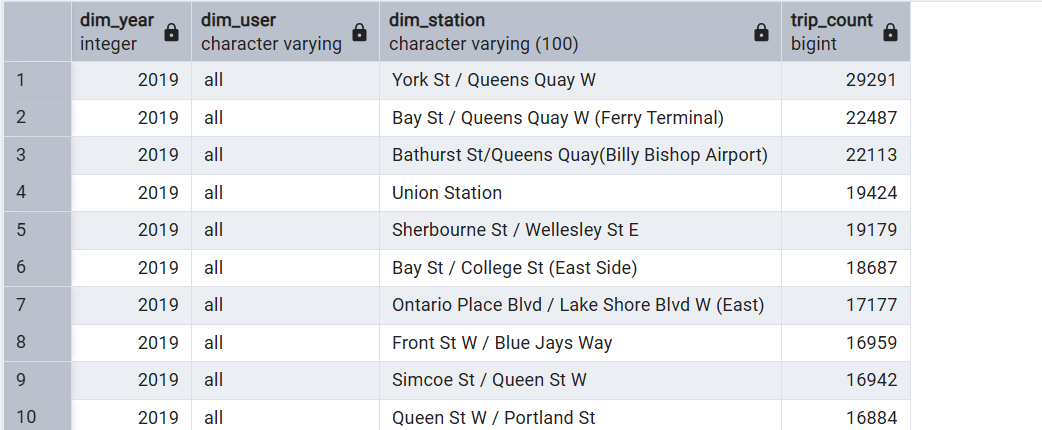 dim_year dim_user dim_station trip_count
integer character varying character varying (100) bigint
1 2019 all York St / Queens Quay W 29291
2 2019 all Bay St / Queens Quay W (Ferry Terminal) 22487
3 2019 all Bathurst St/Queens Quay(Billy Bishop Airport) 22113
4 2019 all Union Station 19424
5 2019 all Sherbourne St / Wellesley St E 19179
6 2019 all Bay St / College St (East Side) 18687
7 2019 all Ontario Place Blvd / Lake Shore Blvd W (East) 17177
8 2019 all Front St W / Blue Jays Way 16959
9 2019 all Simcoe St / Queen St W 16942
10 2019 all Queen St W / Portland St 16884